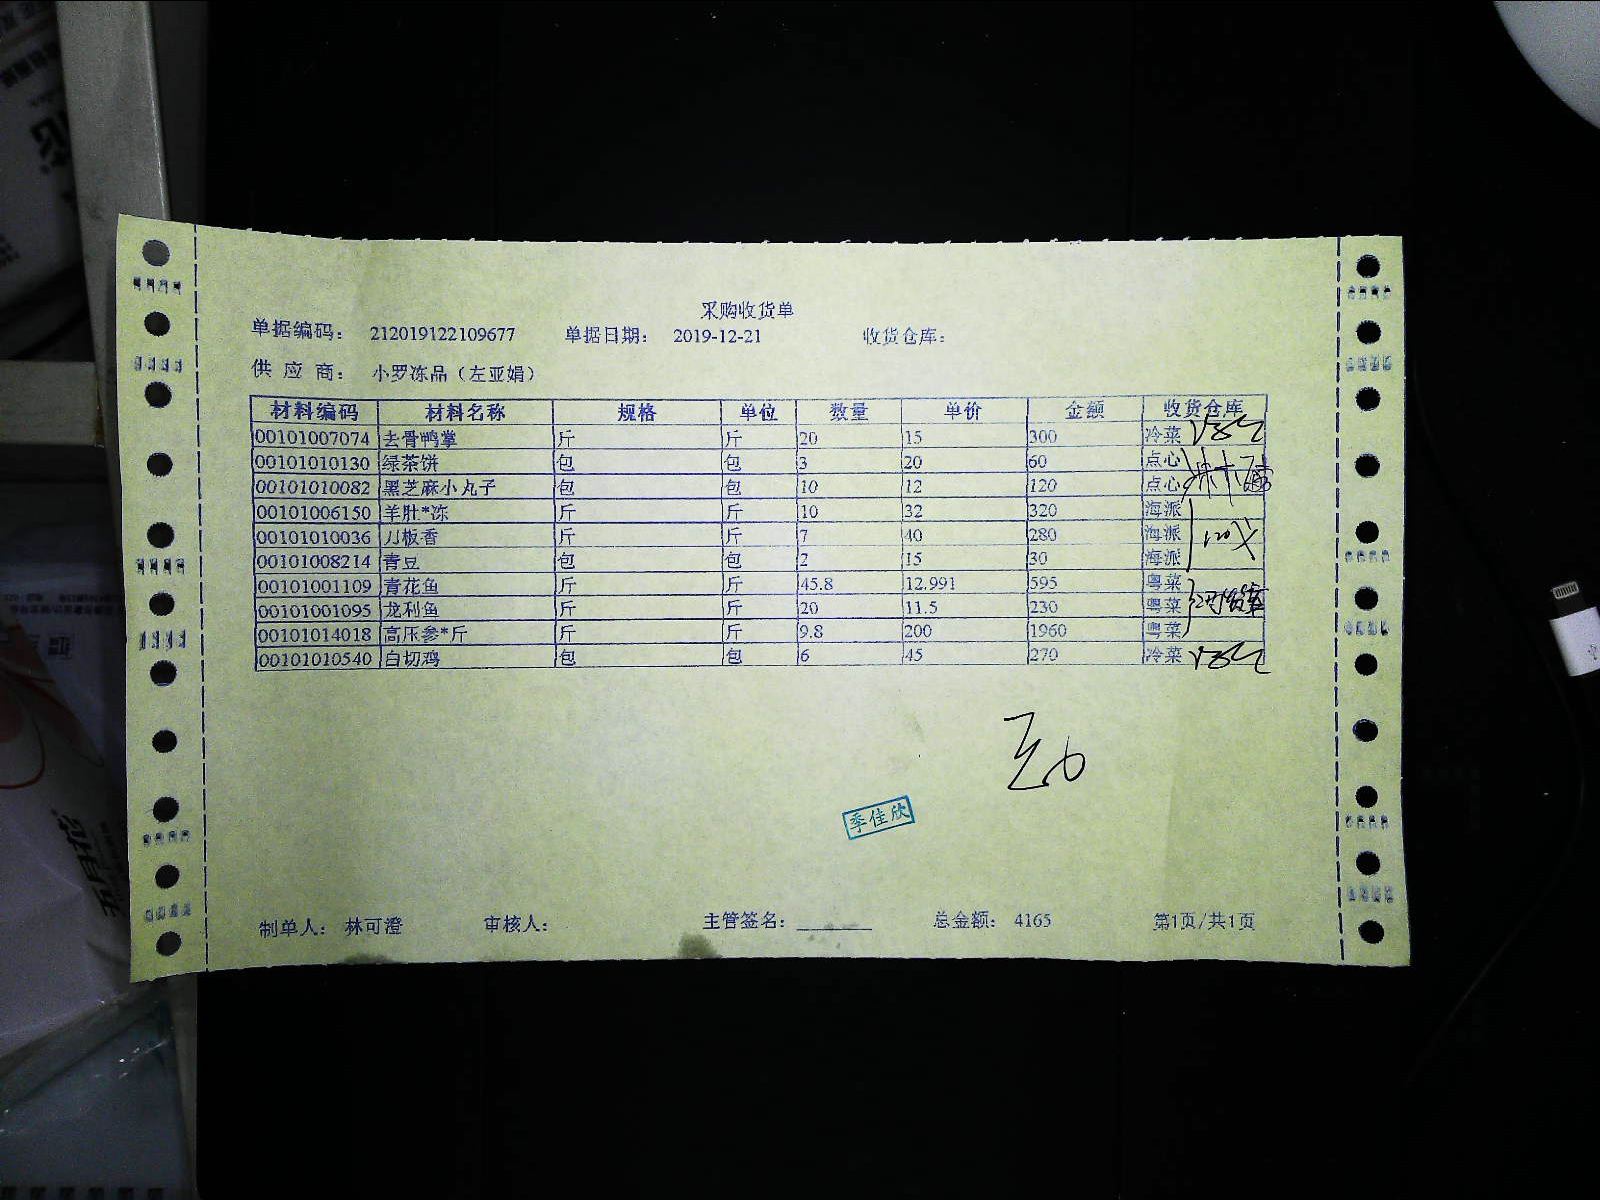 采购收货单
单据编码： 212019122109677 单据日期： 2019-12-21 收货仓库：
供 应 商： 小罗冻品（左亚娟）
材料编码 材料名称 规格 单位 数量 单价 金额 收货仓库
00101007074 去骨鸭掌 斤 斤 20 15 300 冷菜
00101010130 绿茶饼 包 包 3 20 60 点心
00101010082 黑芝麻小丸子 包 包 10 12 120 点心
00101006150 羊肚*冻 斤 斤 10 32 320 海派
00101010036 刀板香 斤 斤 7 40 280 海派
00101008214 青豆 包 包 2 15 30 海派
00101001109 青花鱼 斤 斤 45.8 12.991 595 粤菜
00101001095 龙利鱼 斤 斤 20 11.5 230 粤菜
00101014018 高压参*斤 斤 斤 9.8 200 1960 粤菜
00101010540 白切鸡 包 包 6 45 270 冷菜
季佳欣
制单人： 林可澄 审核人： 主管签名： 总金额： 4165 第1页/共1页